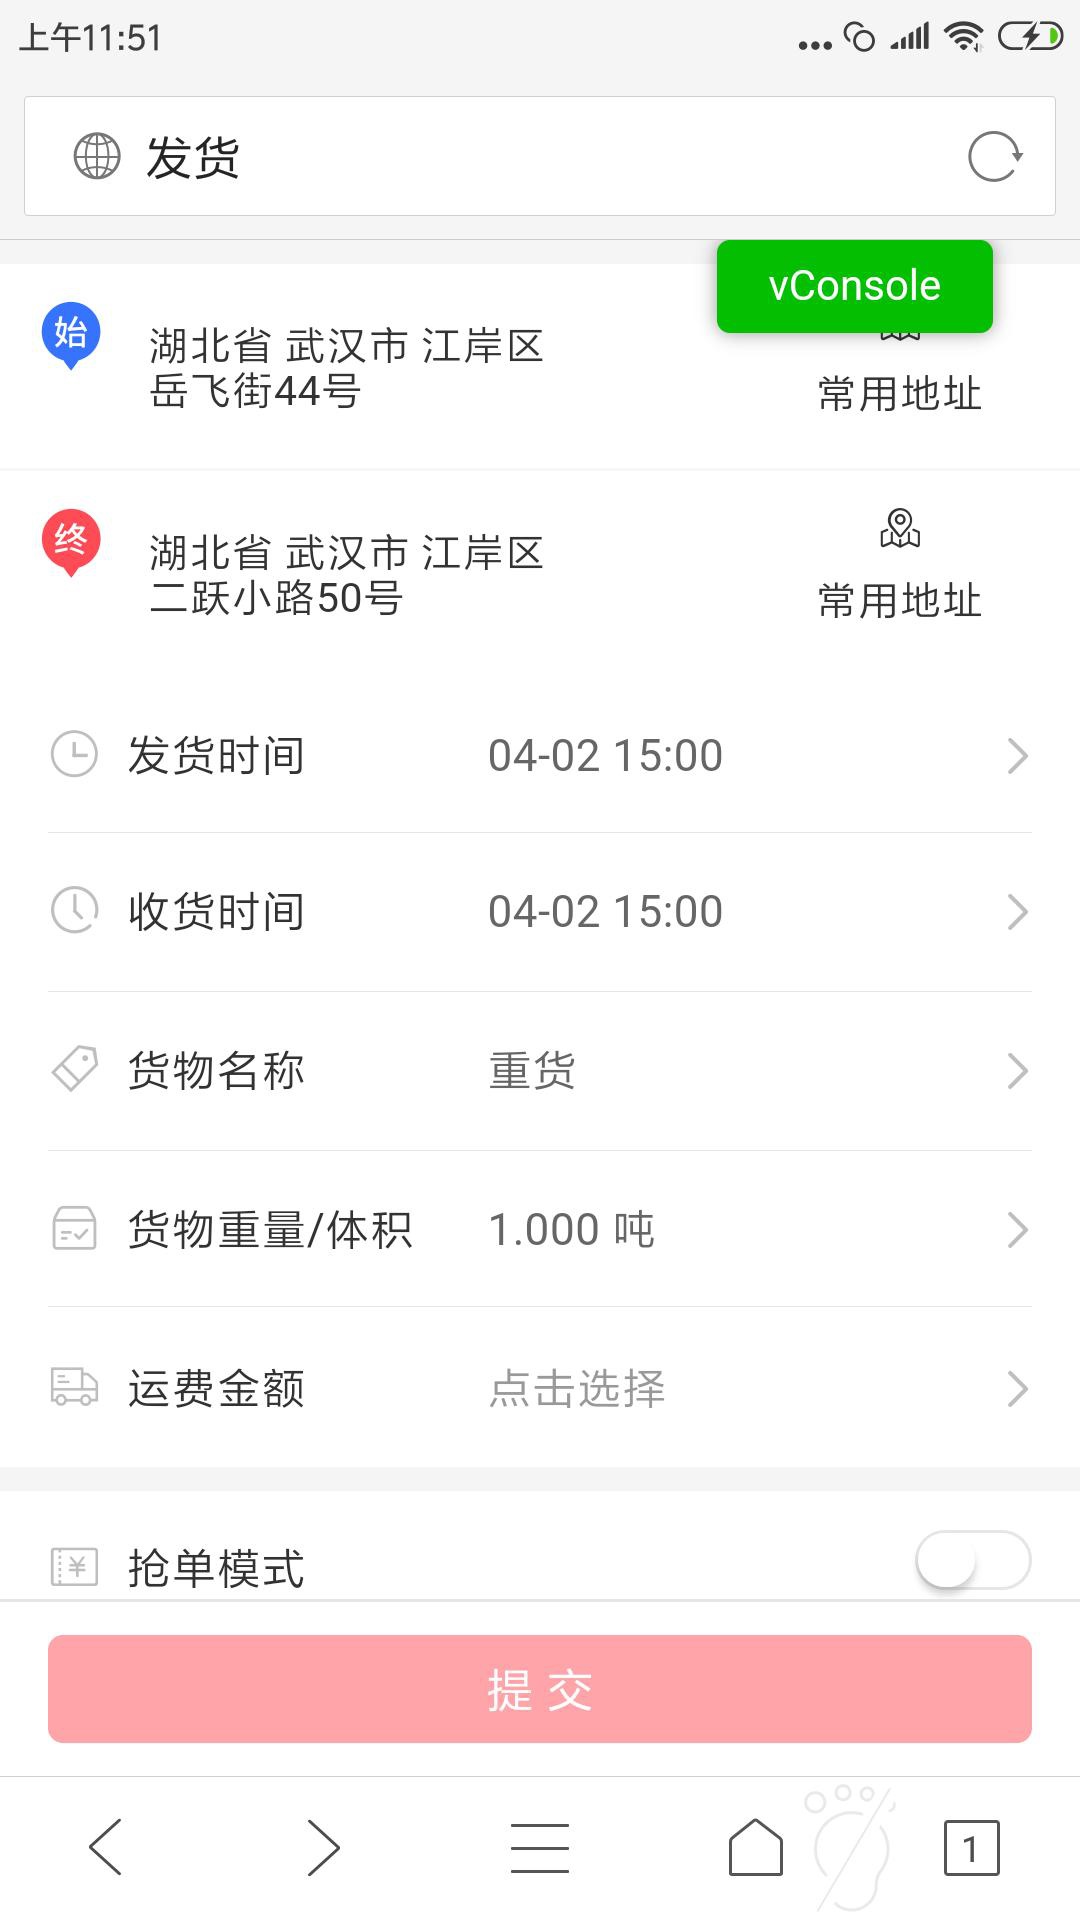 上午11:51
发货
vConsole
始
湖北省 武汉市 江岸区
岳飞街44号
常用地址
终
湖北省 武汉市 江岸区
二跃小路50号
常用地址
发货时间 04-02 15:00
收货时间 04-02 15:00
货物名称 重货
货物重量/体积 1.000 吨
运费金额 点击选择
¥ 抢单模式
提交
1